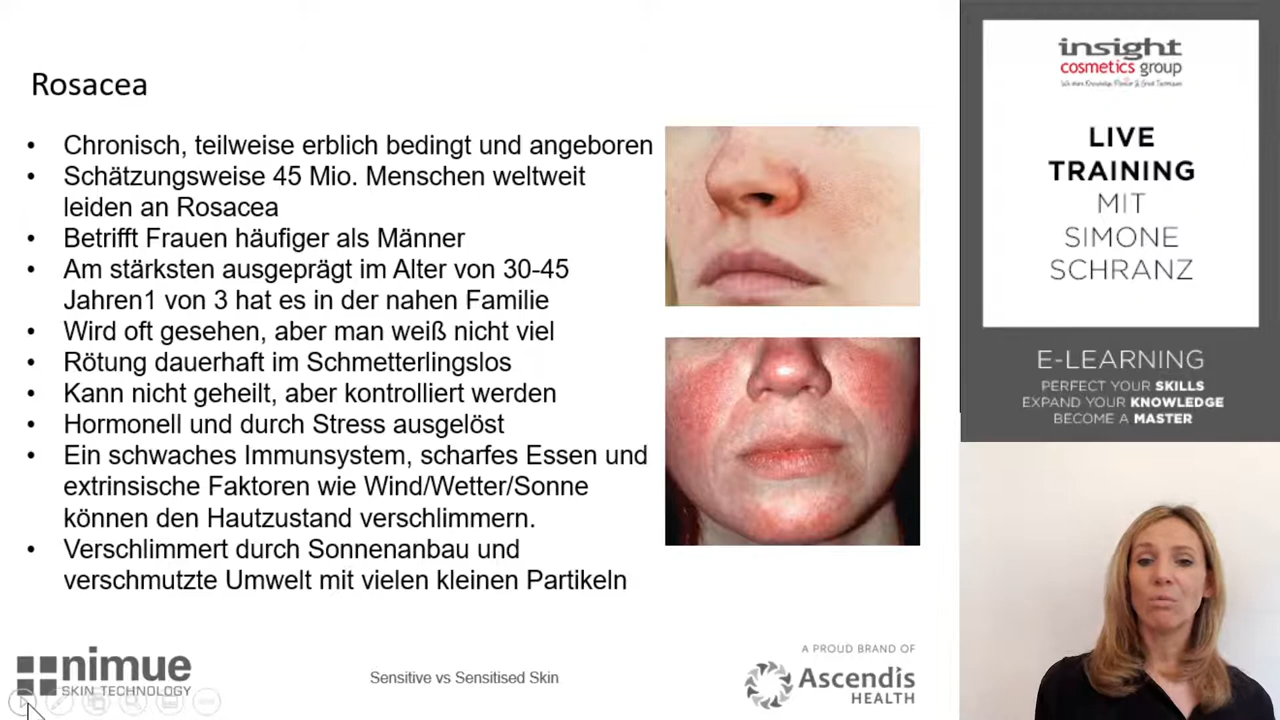 Rosacea
• Chronisch, teilweise erblich bedingt und angeboren
• Schätzungsweise 45 Mio. Menschen weltweit
leiden an Rosacea
• Betrifft Frauen häufiger als Männer
• Am stärksten ausgeprägt im Alter von 30-45
Jahren1 von 3 hat es in der nahen Familie
• Wird oft gesehen, aber man weiß nicht viel
• Rötung dauerhaft im Schmetterlingslos
• Kann nicht geheilt, aber kontrolliert werden
• Hormonell und durch Stress ausgelöst
• Ein schwaches Immunsystem, scharfes Essen und
extrinsische Faktoren wie Wind/Wetter/Sonne
können den Hautzustand verschlimmern.
• Verschlimmert durch Sonnenanbau und
verschmutzte Umwelt mit vielen kleinen Partikeln
nimue
SKIN TECHNOLOGY
Sensitive vs Sensitised Skin
A PROUD BRAND OF
Ascendis
HEALTH
insight
cosmetics group
LIVE
TRAINING
MIT
SIMONE
SCHRANZ
E-LEARNING
PERFECT YOUR SKILLS
EXPAND YOUR KNOWLEDGE
BECOME A MASTER